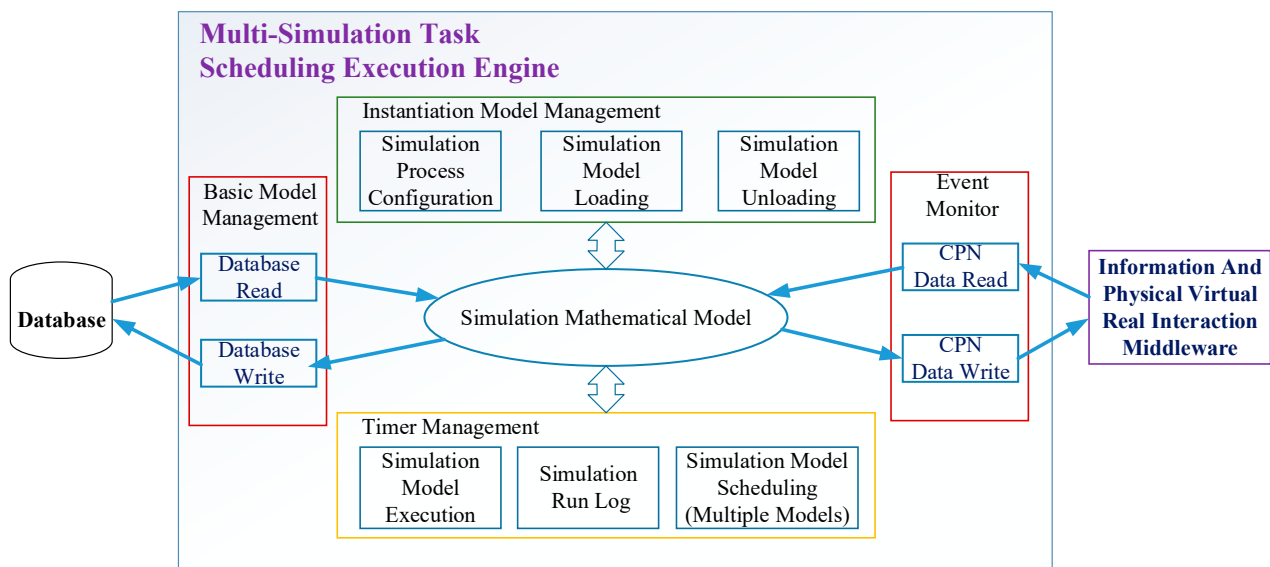 Multi-Simulation Task
Scheduling Execution Engine
Instantiation Model Management
Simulation
Process
Configuration
Simulation
Model
Loading
Simulation
Model
Unloading
Basic Model
Management
Database
Read
Database
Write
Database
Simulation Mathematical Model
Event
Monitor
CPN
Data Read
CPN
Data Write
Information And
Physical Virtual
Real Interaction
Middleware
Timer Management
Simulation
Model
Execution
Simulation
Run Log
Simulation Model
Scheduling
(Multiple Models)